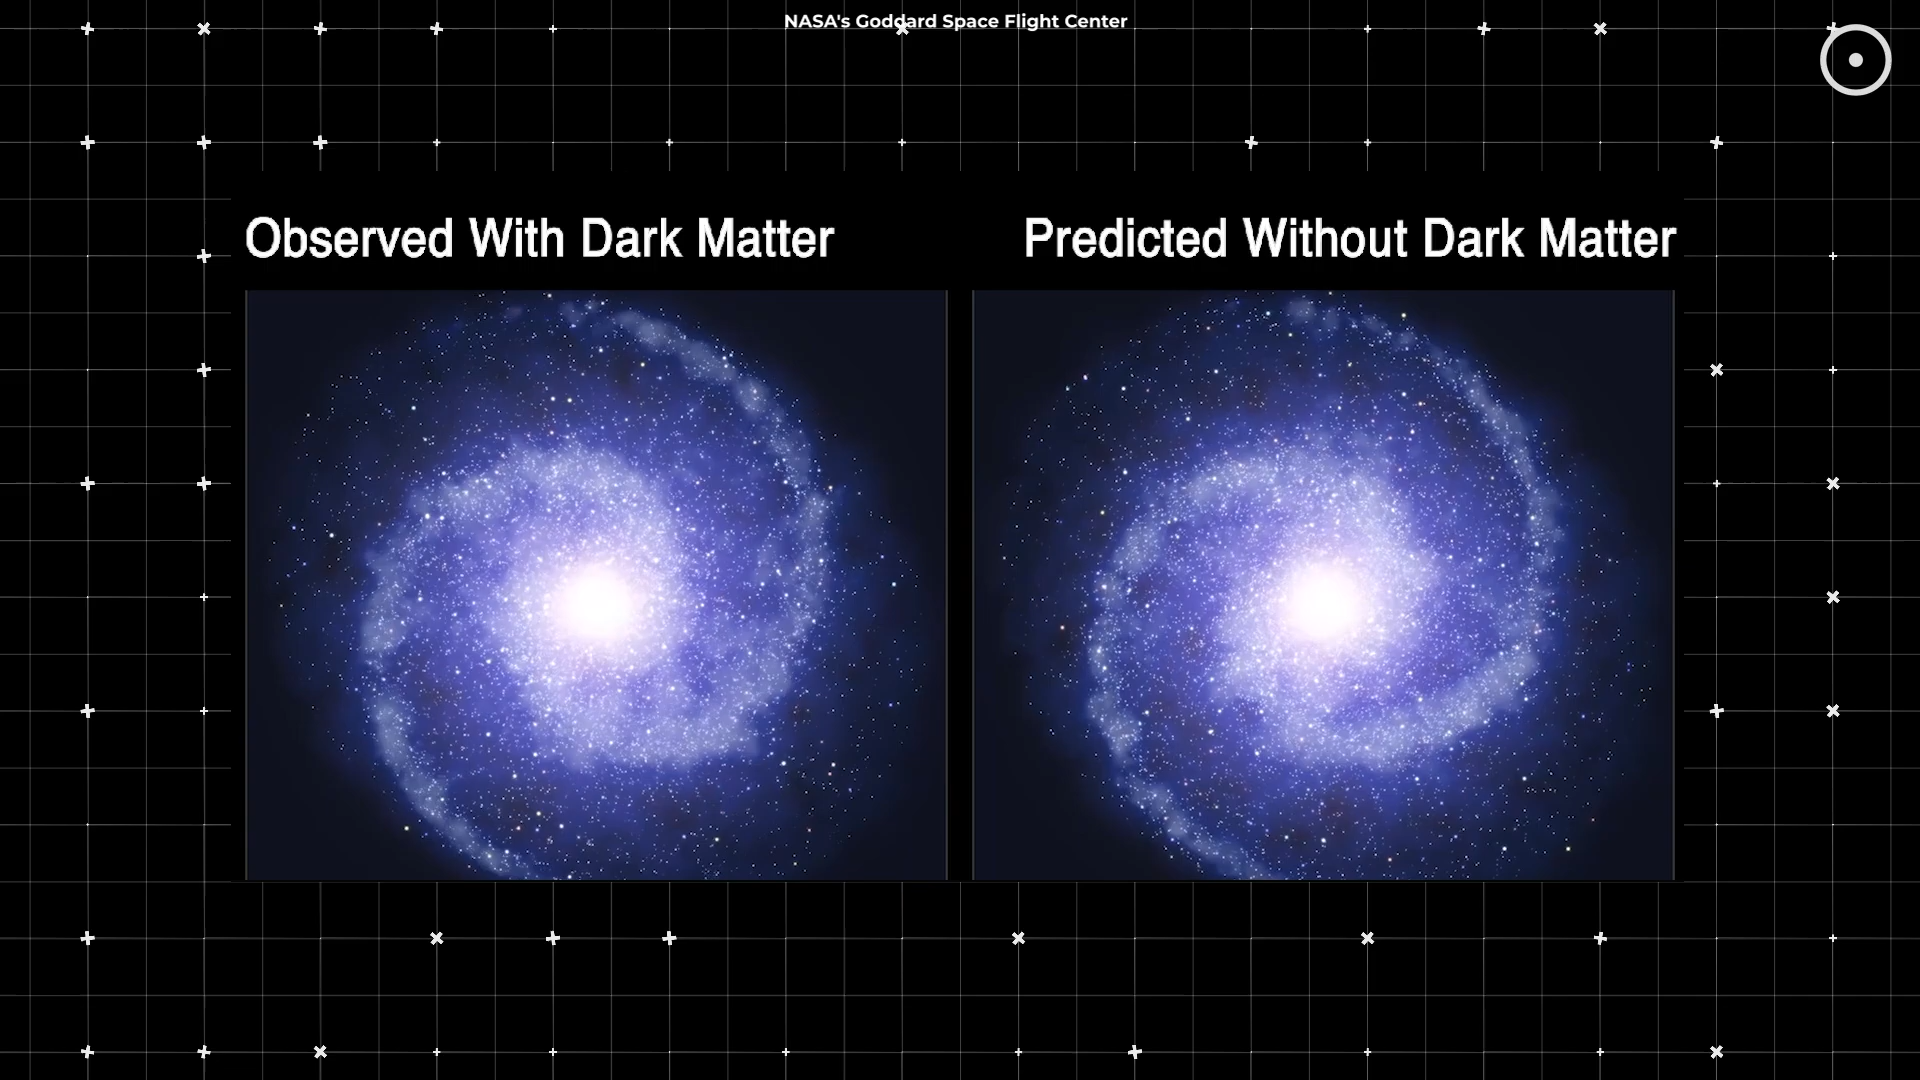 NASA's Goddard Space Flight Center
Observed With Dark Matter
Predicted Without Dark Matter